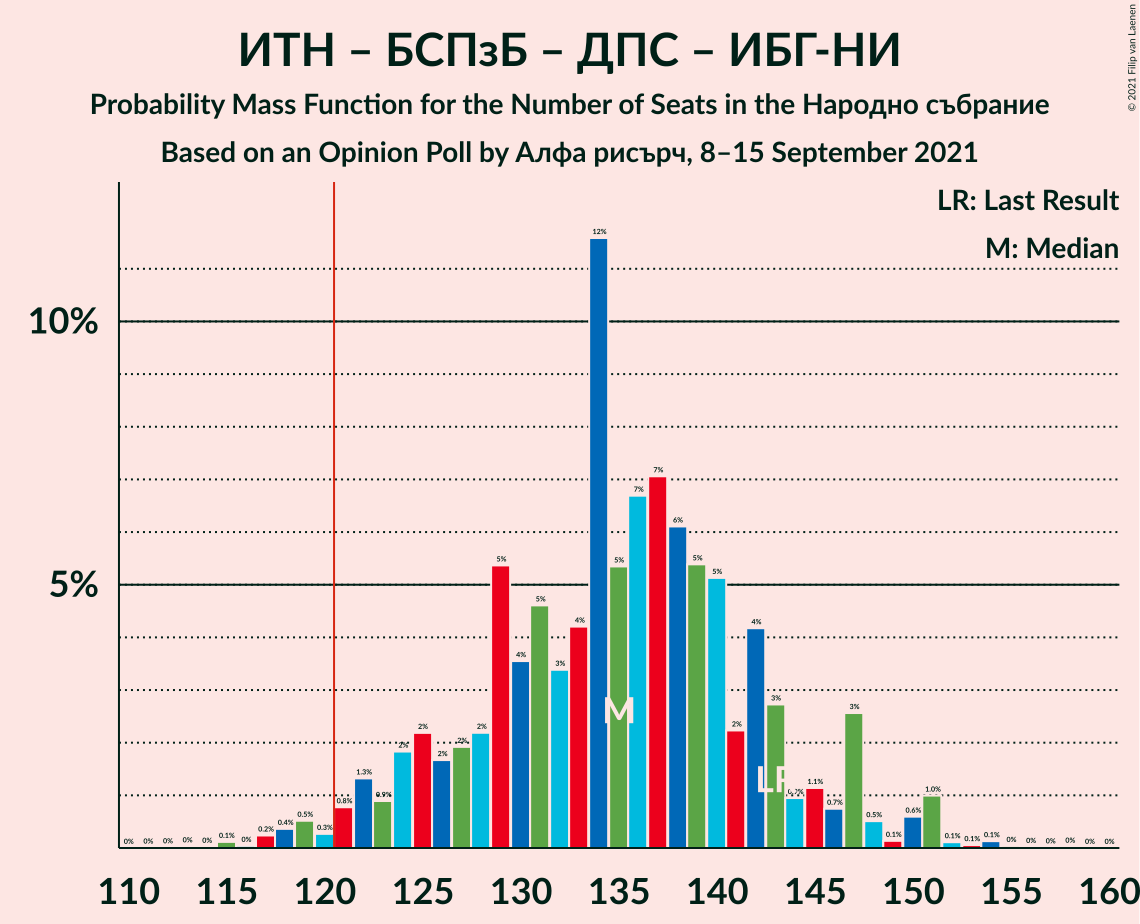 ИТН – БСПзБ – ДПС – ИБГ-НИ
Probability Mass Function for the Number of Seats in the Народно събрание
Based on an Opinion Poll by Алфа рисърч, 8–15 September 2021
© 2021 Filip van Laenen
LR: Last Result
M: Median
10%
5%
0% 0% 0% 0% 0% 0.1% 0% 0.2% 0.4% 0.5% 0.3% 0.8% 1.3% 0.9% 2% 2% 2% 2% 2% 5% 4% 5% 3% 4% 12% 5% 7% 7% 6% 5% 5% 2% 4% 3% 1.1% 0.7% 3% 0.5% 0.1% 0.6% 1.0% 0.1% 0.1% 0.1% 0% 0% 0% 0% 0% 0%
M
LR
110 115 120 125 130 135 140 145 150 155 160